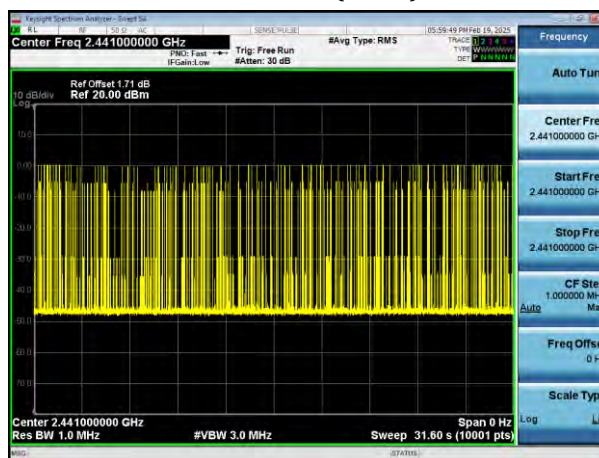 Keysight Spectrum Analyzer - Swept SA
RL RF 50 Ω AC SENSE:PULSE 05:59:49 PM Feb 19, 2025
Center Freq 2.441000000 GHz
PNO: Fast
IFGain:Low
Trig: Free Run
#Atten: 30 dB
#Avg Type: RMS
TRACE 1 2 3 4 5
TYPE WWWWWW
DET P NNNNN
Ref Offset 1.71 dB
10 dB/div Ref 20.00 dBm
Log
10.0
0.00
-10.0
-20.0
-30.0
-40.0
-50.0
-60.0
-70.0
Center 2.441000000 GHz Span 0 Hz
Res BW 1.0 MHz #VBW 3.0 MHz Sweep 31.60 s (10001 pts)
MSG STATUS
Frequency
Auto Tun
Center Fre
2.441000000 GH
Start Fre
2.441000000 GH
Stop Fre
2.441000000 GH
CF Ste
1.000000 MH
Auto Ma
Freq Offse
0 H
Scale Typ
Log Li